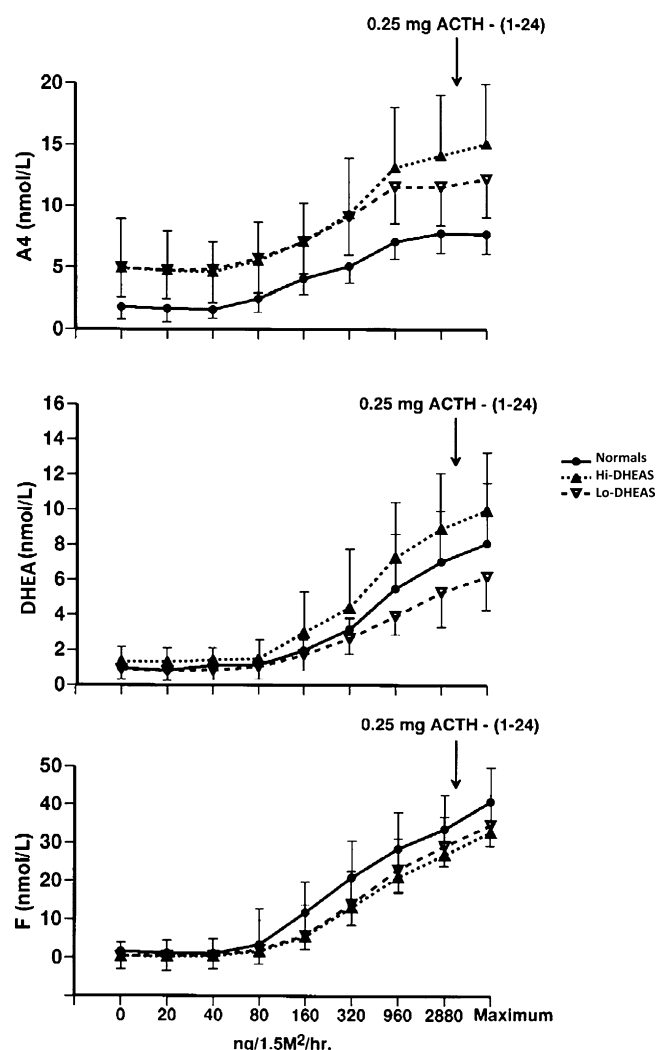 0.25 mg ACTH - (1-24)
20
15
10
5
0
A4 (nmol/L)
0.25 mg ACTH - (1-24)
16
14
12
10
8
6
4
2
0
DHEA (nmol/L)
Normals
Hi-DHEAS
Lo-DHEAS
0.25 mg ACTH - (1-24)
50
40
30
20
10
0
F (nmol/L)
0 20 40 80 160 320 960 2880 Maximum
ng/1.5M²/hr.